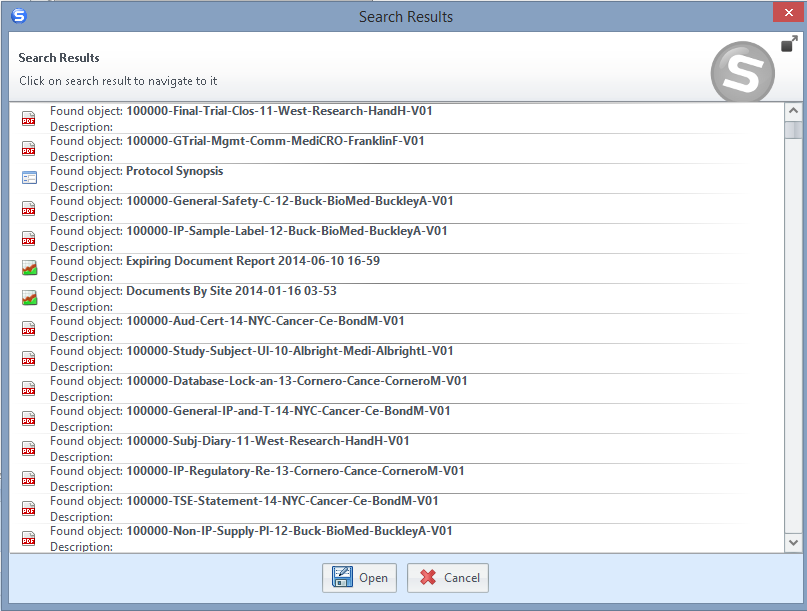 Search Results
Search Results
Click on search result to navigate to it
Found object: 100000-Final-Trial-Clos-11-West-Research-HandH-V01
Description:
Found object: 100000-GTrial-Mgmt-Comm-MediCRO-FranklinF-V01
Description:
Found object: Protocol Synopsis
Description:
Found object: 100000-General-Safety-C-12-Buck-BioMed-BuckleyA-V01
Description:
Found object: 100000-IP-Sample-Label-12-Buck-BioMed-BuckleyA-V01
Description:
Found object: Expiring Document Report 2014-06-10 16-59
Description:
Found object: Documents By Site 2014-01-16 03-53
Description:
Found object: 100000-Aud-Cert-14-NYC-Cancer-Ce-BondM-V01
Description:
Found object: 100000-Study-Subject-UI-10-Albright-Medi-AlbrightL-V01
Description:
Found object: 100000-Database-Lock-an-13-Cornero-Cance-CorneroM-V01
Description:
Found object: 100000-General-IP-and-T-14-NYC-Cancer-Ce-BondM-V01
Description:
Found object: 100000-Subj-Diary-11-West-Research-HandH-V01
Description:
Found object: 100000-IP-Regulatory-Re-13-Cornero-Cance-CorneroM-V01
Description:
Found object: 100000-TSE-Statement-14-NYC-Cancer-Ce-BondM-V01
Description:
Found object: 100000-Non-IP-Supply-Pl-12-Buck-BioMed-BuckleyA-V01
Description:
Open
Cancel